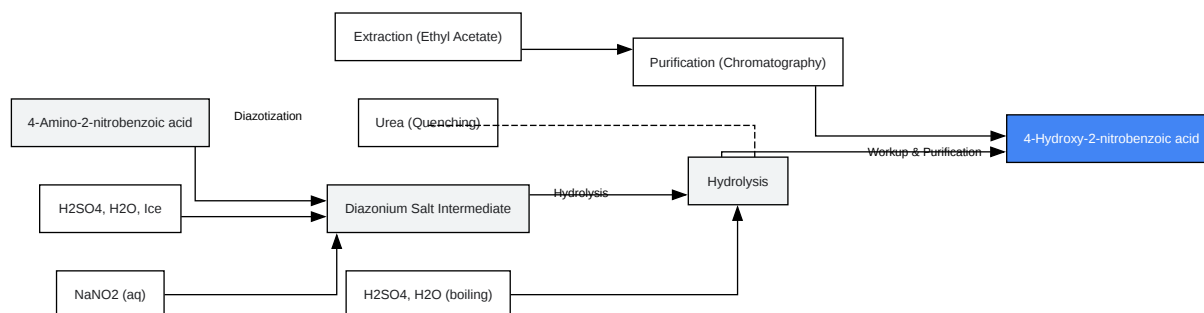 Extraction (Ethyl Acetate)
Purification (Chromatography)
4-Amino-2-nitrobenzoic acid
Diazotization
Urea (Quenching)
4-Hydroxy-2-nitrobenzoic acid
Workup & Purification
Hydrolysis
Hydrolysis
H2SO4, H2O, Ice
Diazonium Salt Intermediate
NaNO2 (aq)
H2SO4, H2O (boiling)